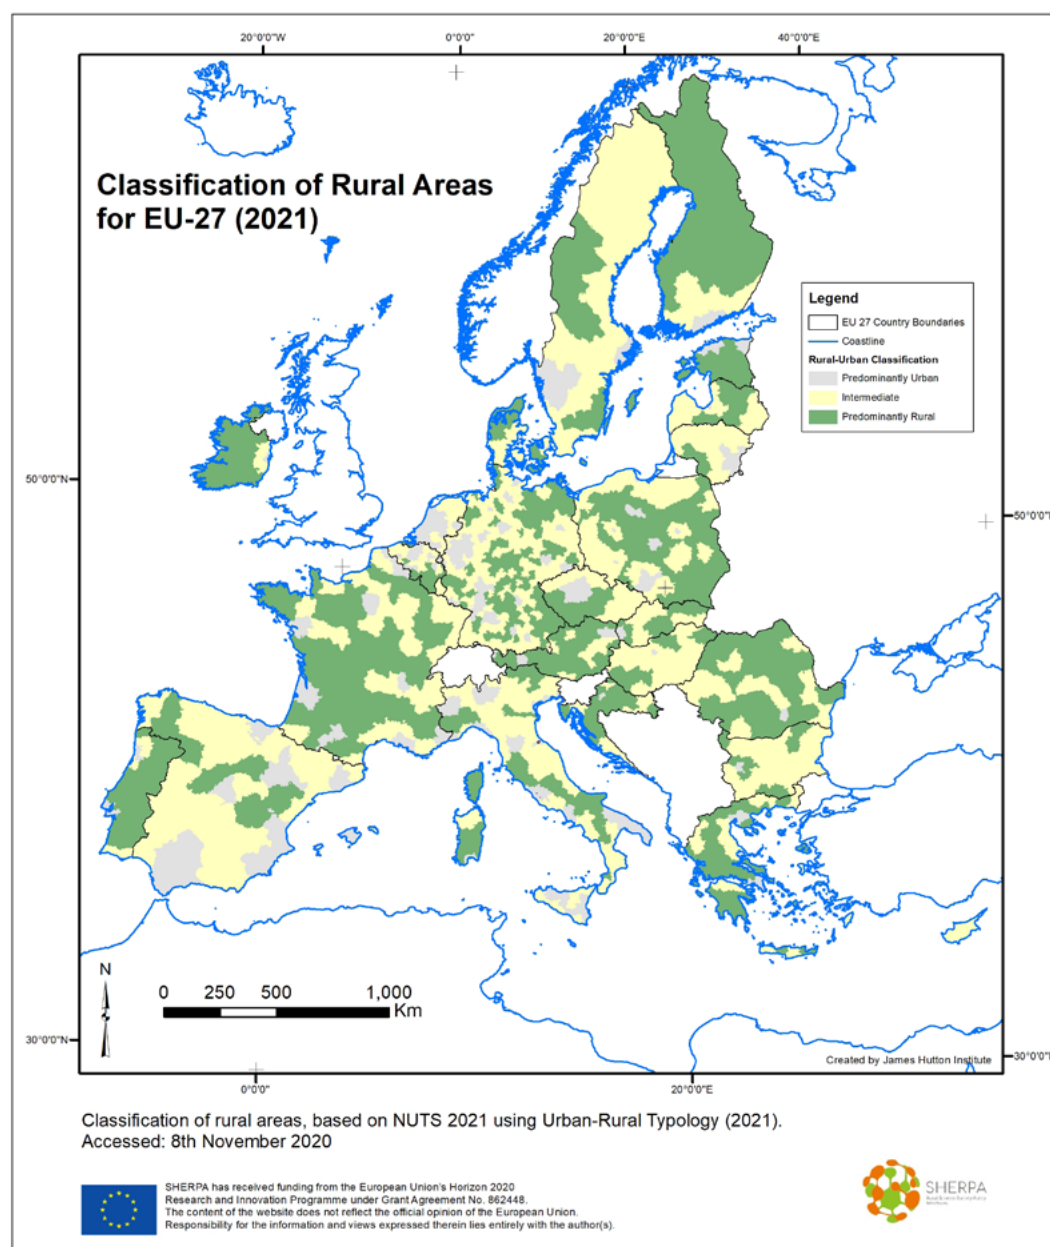 20°0'0"W
0°0'0"
20°0'0"E
40°0'0"E
Classification of Rural Areas
for EU-27 (2021)
Legend
EU 27 Country Boundaries
Coastline
Rural-Urban Classification
Predominantly Urban
Intermediate
Predominantly Rural
50°0'0"N
50°0'0"N
N
0 250 500 1,000
Km
30°0'0"N
30°0'0"N
Created by James Hutton Institute
0°0'0"
20°0'0"E
Classification of rural areas, based on NUTS 2021 using Urban-Rural Typology (2021).
Accessed: 8th November 2020
SHERPA has received funding from the European Union's Horizon 2020
Research and Innovation Programme under Grant Agreement No. 862448.
The content of the website does not reflect the official opinion of the European Union.
Responsibility for the information and views expressed therein lies entirely with the author(s).
SHERPA